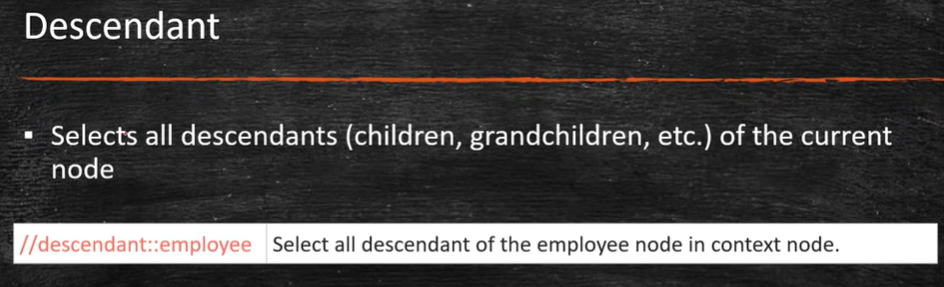 Descendant
▪ Selects all descendants (children, grandchildren, etc.) of the current
node
//descendant::employee Select all descendant of the employee node in context node.